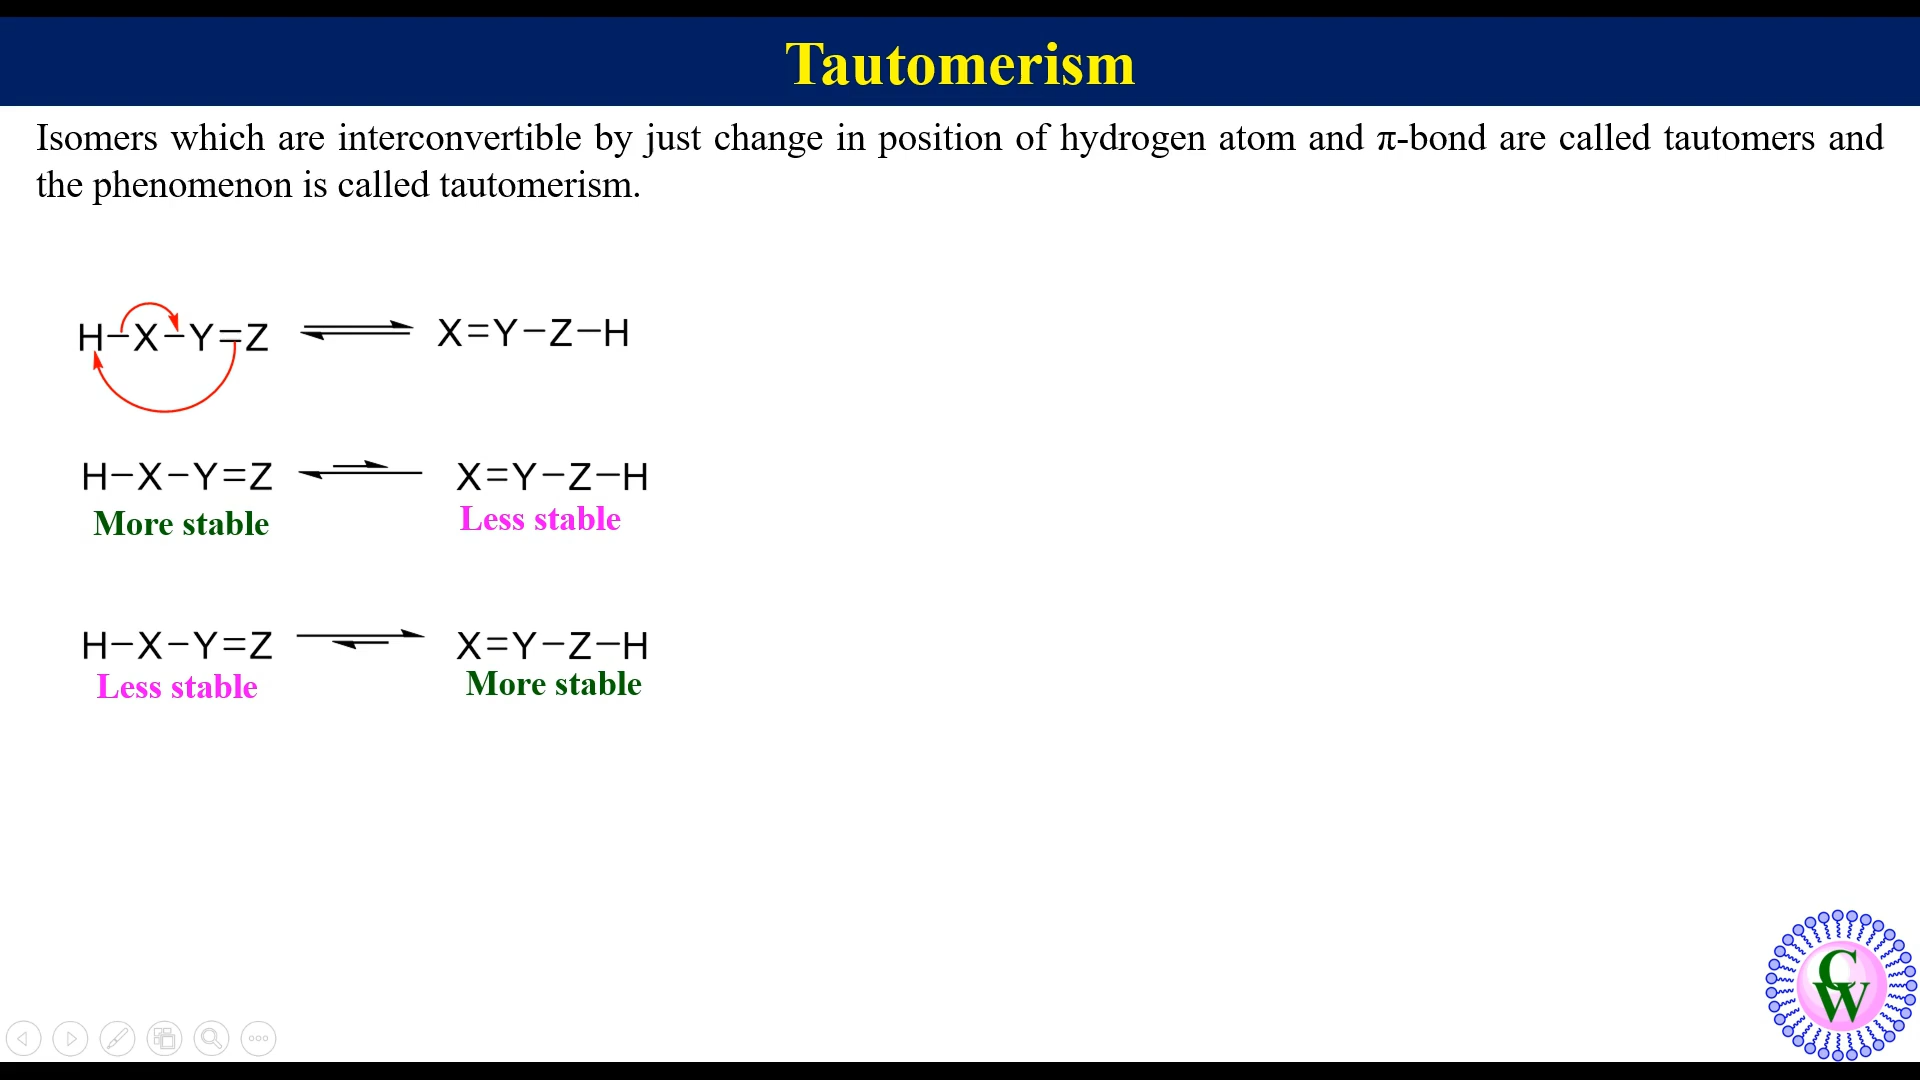 Tautomerism
Isomers which are interconvertible by just change in position of hydrogen atom and π-bond are called tautomers and
the phenomenon is called tautomerism.
H-X-Y=Z ⇌ X=Y-Z-H
H-X-Y=Z ⇌ X=Y-Z-H
More stable Less stable
H-X-Y=Z ⇌ X=Y-Z-H
Less stable More stable
CW